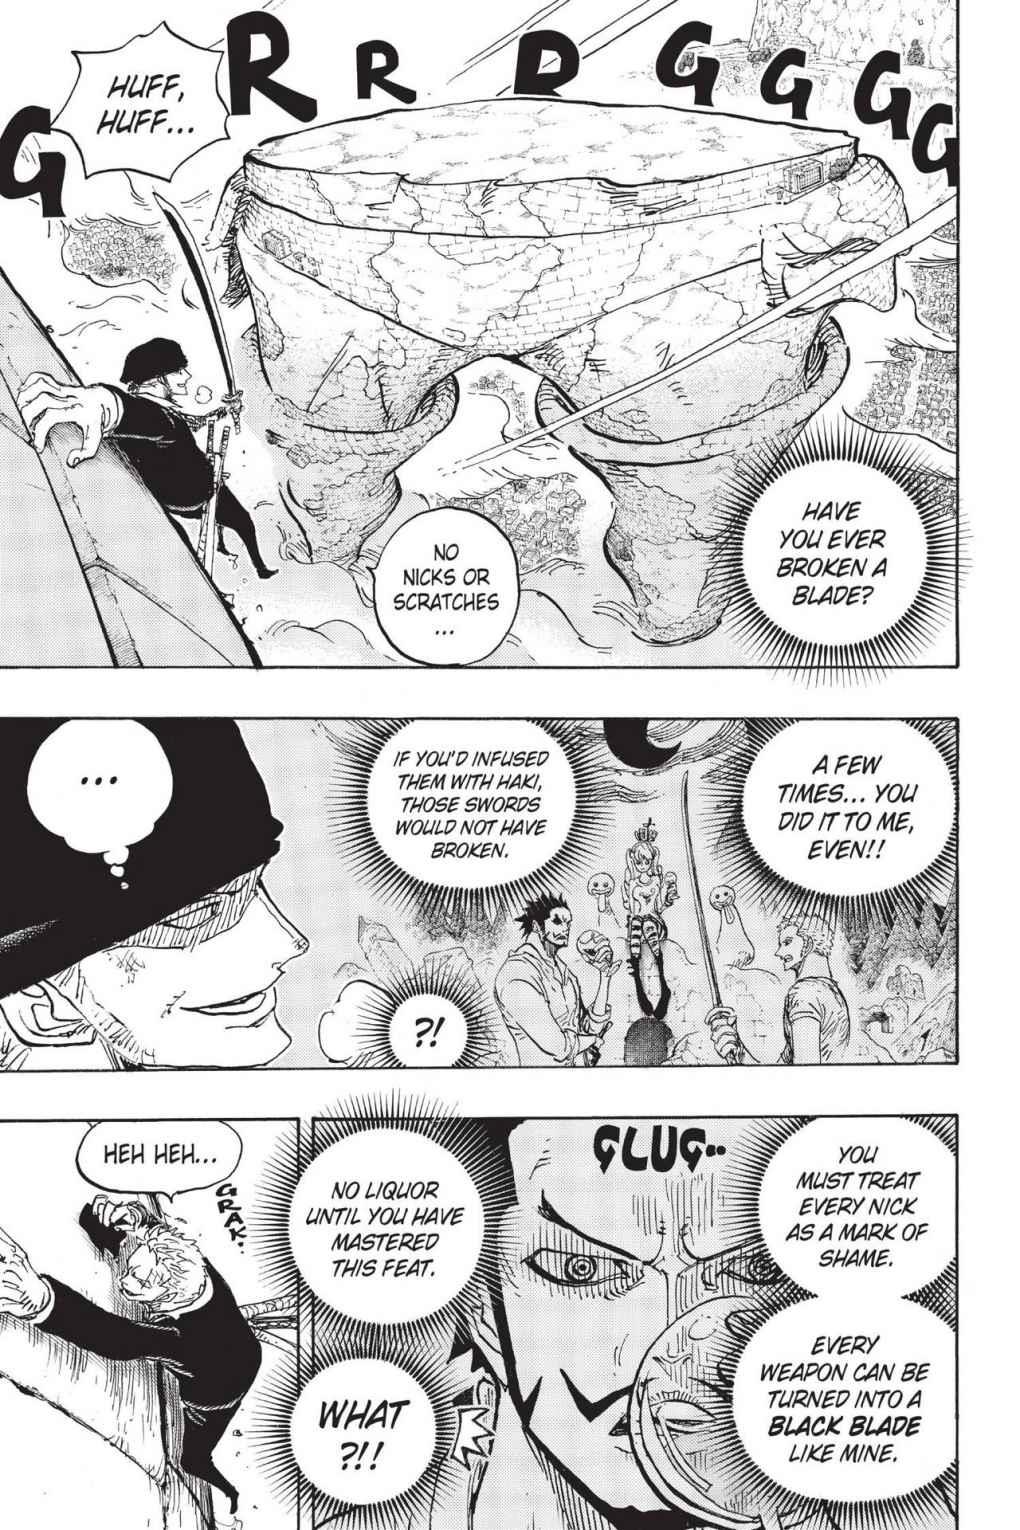 GRRRGGGG
HUFF,
HUFF...
HAVE
YOU EVER
BROKEN A
BLADE?
NO
NICKS OR
SCRATCHES
...
A FEW
TIMES... YOU
DID IT TO ME,
EVEN!!
IF YOU'D INFUSED
THEM WITH HAKI,
THOSE SWORDS
WOULD NOT HAVE
BROKEN.
?!
...
YOU
MUST TREAT
EVERY NICK
AS A MARK OF
SHAME.
GLUG..
EVERY
WEAPON CAN BE
TURNED INTO A
BLACK BLADE
LIKE MINE.
NO LIQUOR
UNTIL YOU HAVE
MASTERED
THIS FEAT.
WHAT
?!!
HEH HEH...
GRAK.